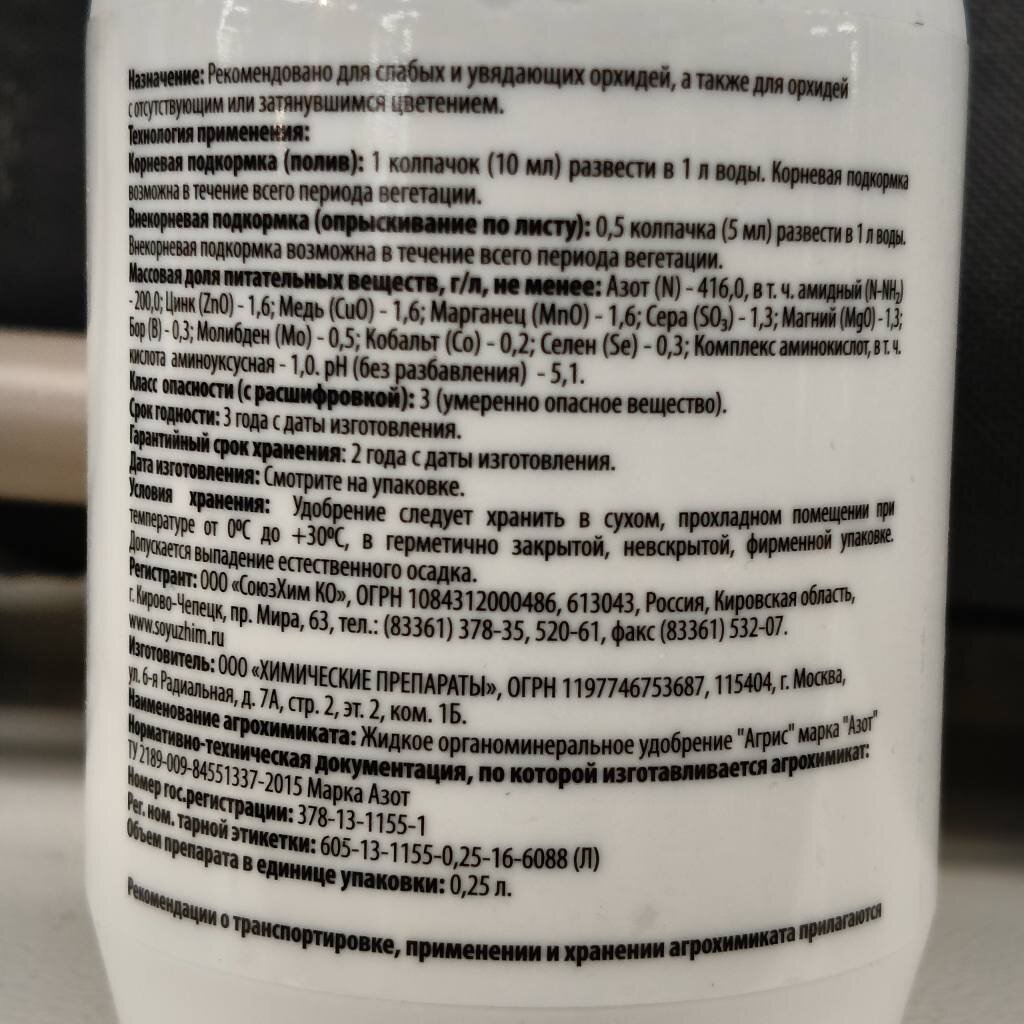 Назначение: Рекомендовано для слабых и увядающих орхидей, а также для орхидей
с отсутствующим или затянувшимся цветением.
Технология применения:
Корневая подкормка (полив): 1 колпачок (10 мл) развести в 1 л воды. Корневая подкормка
возможна в течение всего периода вегетации.
Внекорневая подкормка (опрыскивание по листу): 0,5 колпачка (5 мл) развести в 1 л воды.
Внекорневая подкормка возможна в течение всего периода вегетации.
Массовая доля питательных веществ, г/л, не менее: Азот (N) - 416,0, в т. ч. амидный (N-NH₂)
- 200,0; Цинк (ZnO) - 1,6; Медь (CuO) - 1,6; Марганец (MnO) - 1,6; Сера (SO₃) - 1,3; Магний (MgO) - 1,3;
Бор (B) - 0,3; Молибден (Mo) - 0,5; Кобальт (Co) - 0,2; Селен (Se) - 0,3; Комплекс аминокислот, в т. ч.
кислота аминоуксусная - 1,0. pH (без разбавления) - 5,1.
Класс опасности (с расшифровкой): 3 (умеренно опасное вещество).
Срок годности: 3 года с даты изготовления.
Гарантийный срок хранения: 2 года с даты изготовления.
Дата изготовления: Смотрите на упаковке.
Условия хранения: Удобрение следует хранить в сухом, прохладном помещении при
температуре от 0ºС до +30ºС, в герметично закрытой, невскрытой, фирменной упаковке.
Допускается выпадение естественного осадка.
Регистрант: ООО «СоюзХим КО», ОГРН 1084312000486, 613043, Россия, Кировская область,
г. Кирово-Чепецк, пр. Мира, 63, тел.: (83361) 378-35, 520-61, факс (83361) 532-07.
www.soyuzhim.ru
Изготовитель: ООО «ХИМИЧЕСКИЕ ПРЕПАРАТЫ», ОГРН 1197746753687, 115404, г. Москва,
ул. 6-я Радиальная, д. 7А, стр. 2, эт. 2, ком. 1Б.
Наименование агрохимиката: Жидкое органоминеральное удобрение "Агрис" марка "Азот"
Нормативно-техническая документация, по которой изготавливается агрохимикат:
ТУ 2189-009-84551337-2015 Марка Азот
Номер гос.регистрации: 378-13-1155-1
Рег. ном. тарной этикетки: 605-13-1155-0,25-16-6088 (Л)
Объем препарата в единице упаковки: 0,25 л.
Рекомендации о транспортировке, применении и хранении агрохимиката прилагаются